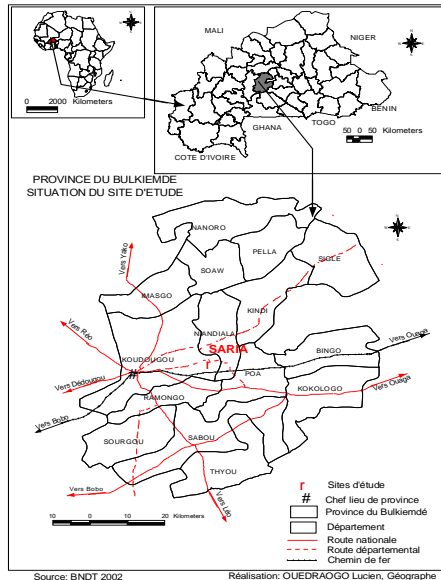 MALI
NIGER
BENIN
TOGO
GHANA
COTE D'IVOIRE
0 2000 Kilometers
50 0 50
Kilometers
PROVINCE DU BULKIEMDE
SITUATION DU SITE D'ETUDE
NANORO
PELLA
SIGLE
SOAW
IMASGO
KINDI
NANDIALA
SARIA
r
KOUDOUGOU
#
POA
BINGO
KOKOLOGO
RAMONGO
SABOU
SOURGOU
THYOU
Vers Yako
Vers Réo
Vers Dédougou
Vers Bobo
Vers Bobo
Vers Léo
Vers Ouaga
Vers Ouaga
10 0 10 20 Kilometers
r Sites d'étude
# Chef lieu de province
Province du Bulkiemdé
Département
Route nationale
Route départemental
Chemin de fer
Source: BNDT 2002
Réalisation: OUEDRAOGO Lucien, Géographe